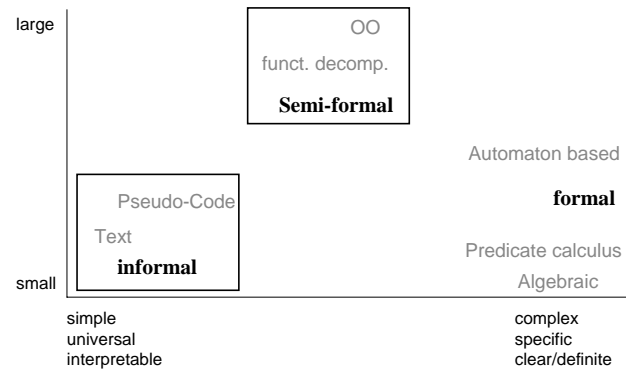 large
OO
funct. decomp.
Semi-formal
Automaton based
formal
Pseudo-Code
Text
informal
Predicate calculus
Algebraic
small
simple
universal
interpretable
complex
specific
clear/definite